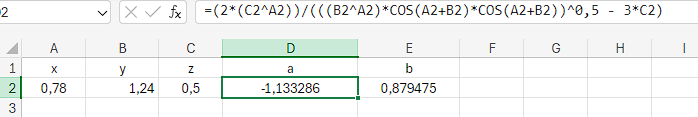 D2 =(2*(C2^A2))/(((B2^A2)*COS(A2+B2)*COS(A2+B2))^0,5 - 3*C2)
A B C D E F G H I
1 x y z a b
2 0,78 1,24 0,5 -1,133286 0,879475
3